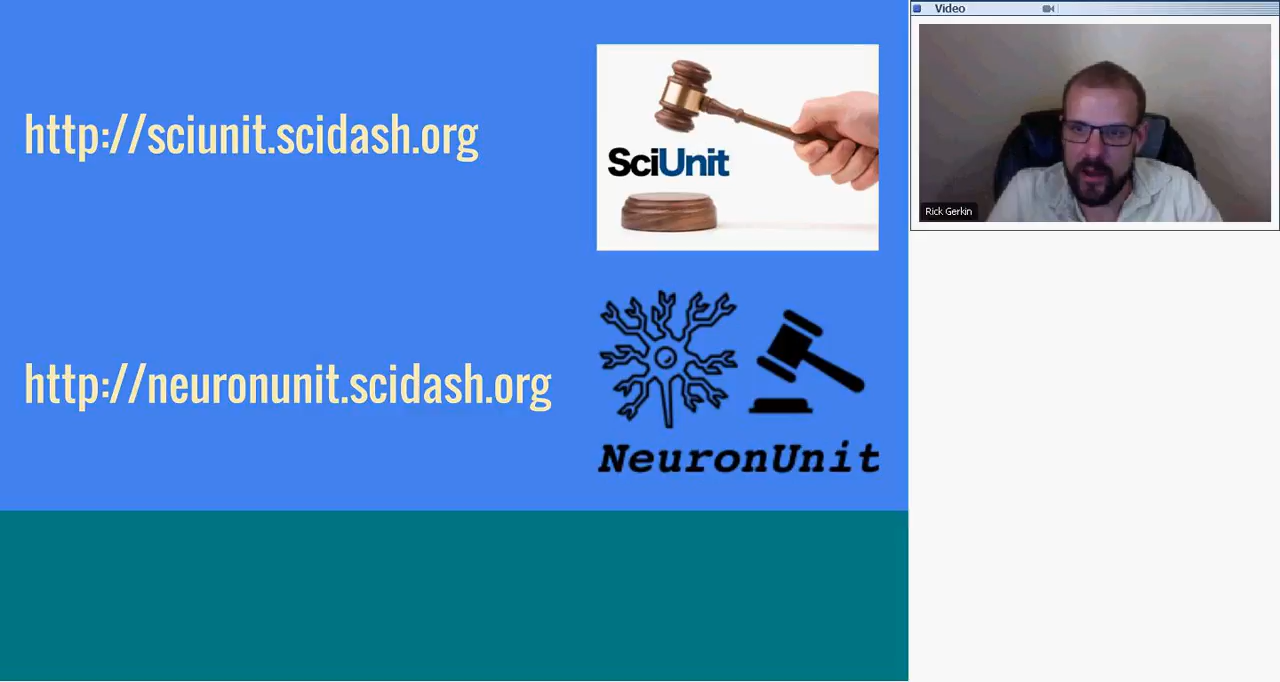 http://sciunit.scidash.org
SciUnit
http://neuronunit.scidash.org
NeuronUnit
Video
Rick Gerkin